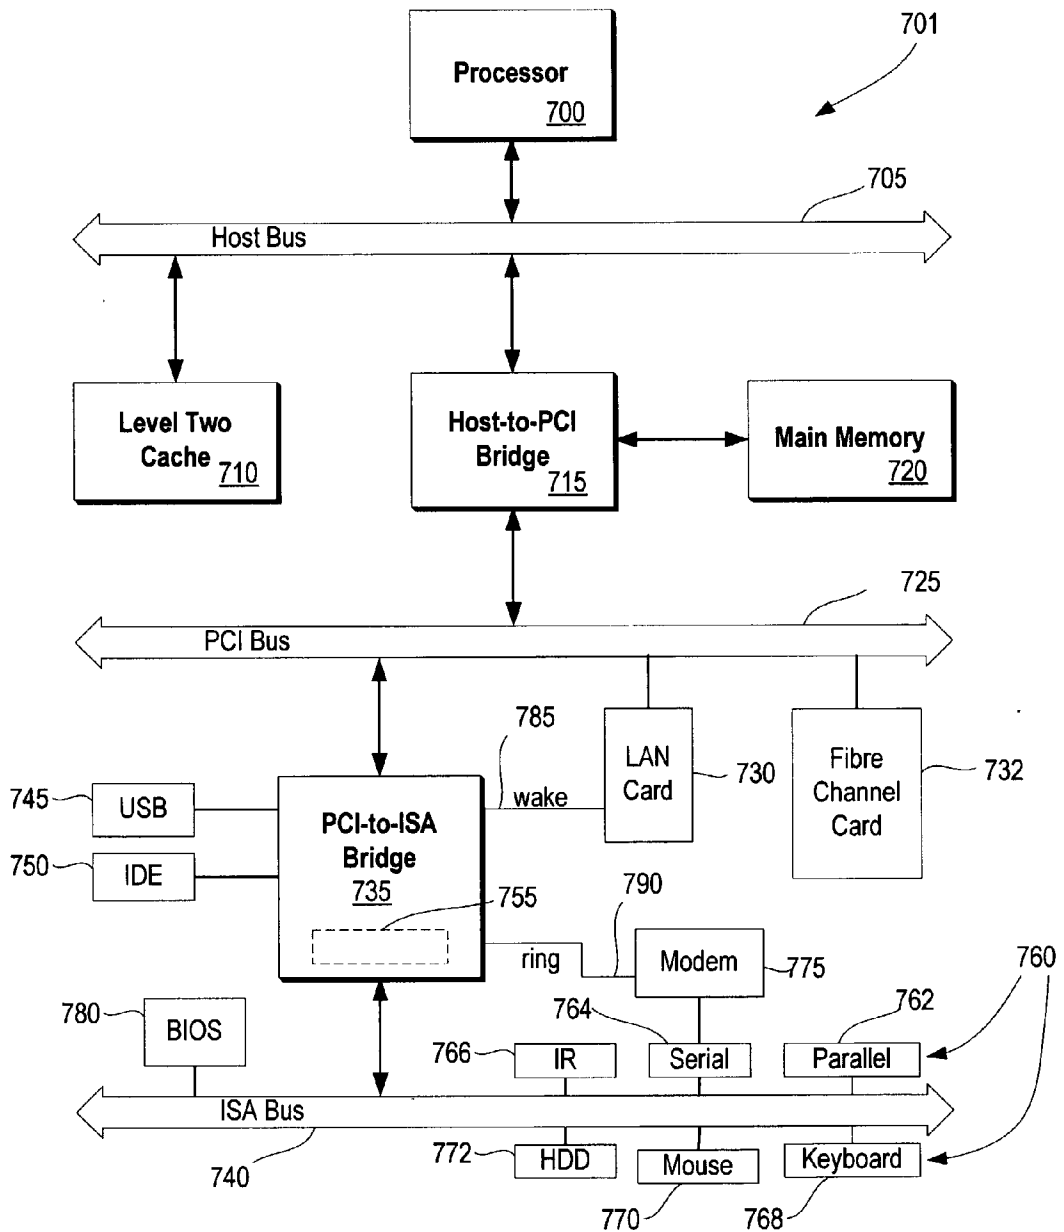 701
Processor
700
705
Host Bus
Level Two
Cache 710
Host-to-PCI
Bridge
715
Main Memory
720
725
PCI Bus
785
LAN
Card
730
Fibre
Channel
Card
732
745
USB
wake
PCI-to-ISA
Bridge
735
750
IDE
755
790
ring
Modem
775
760
780
BIOS
764
762
766
IR
Serial
Parallel
ISA Bus
740
772
HDD
Mouse
Keyboard
770
768